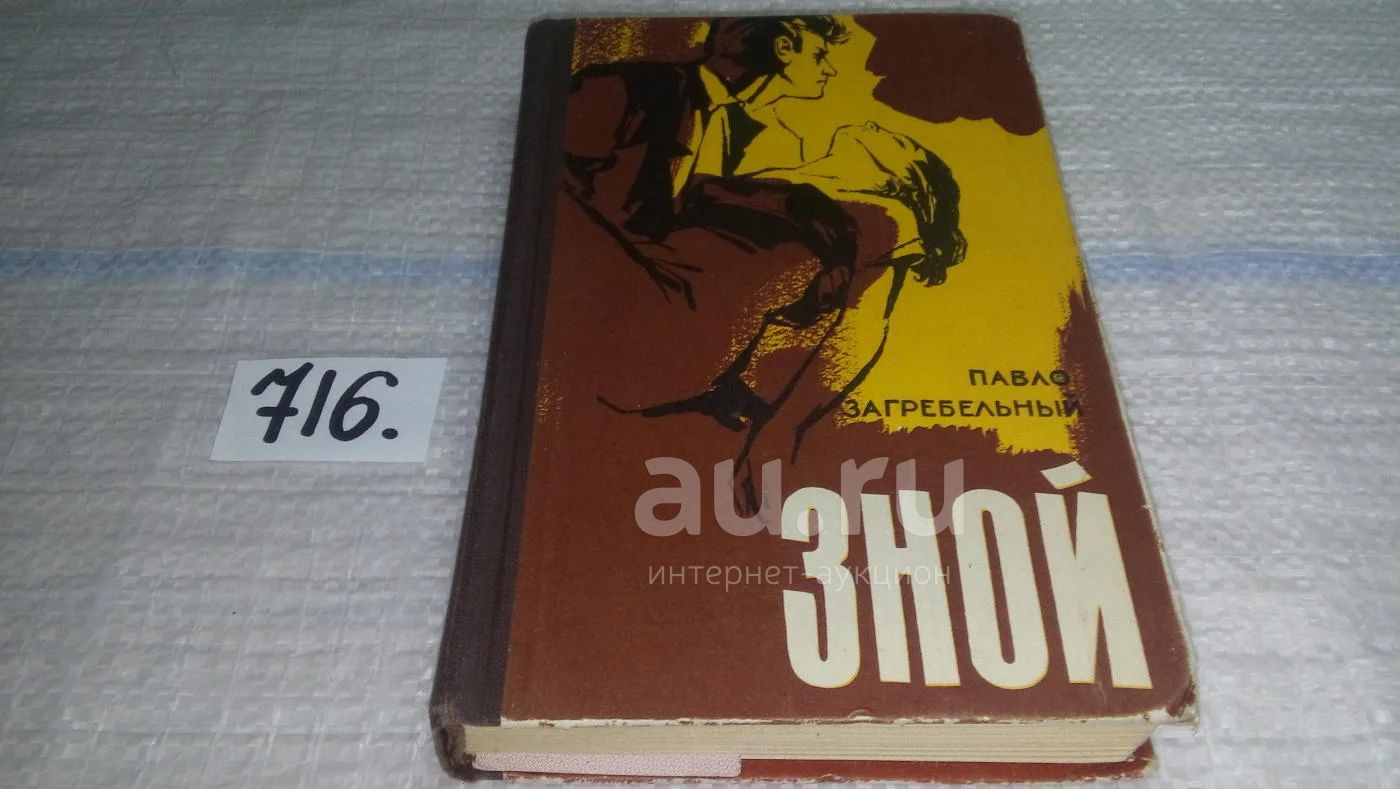 716.
ПАВЛО
ЗАГРЕБЕЛЬНЫЙ
au.ru
интернет-аукцион
ЗНОЙ